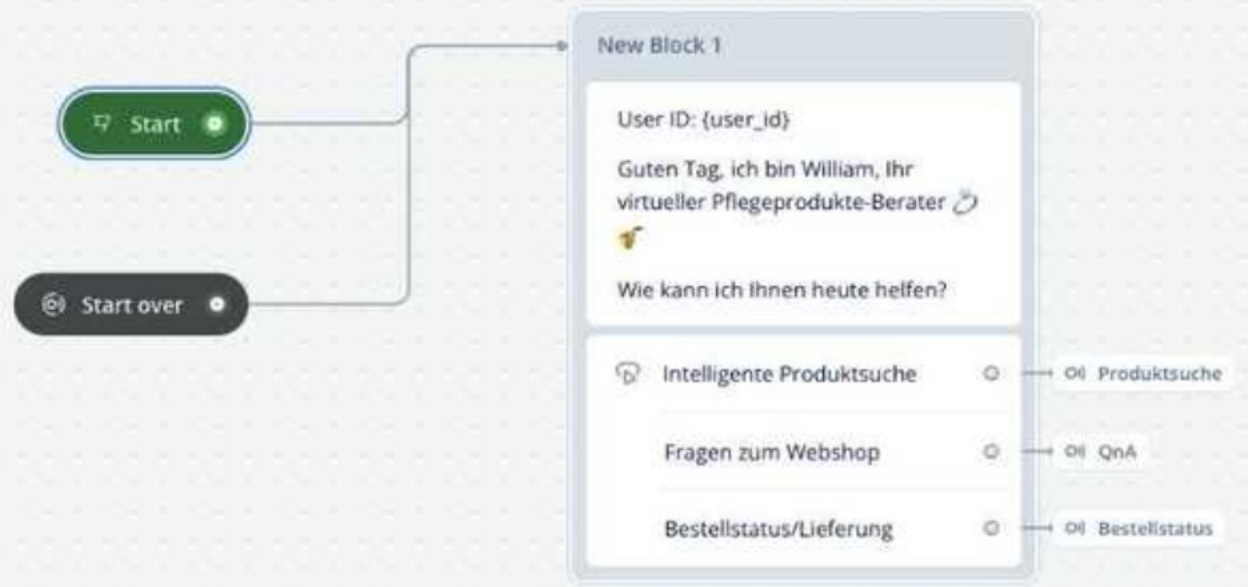 New Block 1
Start
User ID: {user_id}
Guten Tag, ich bin William, Ihr
virtueller Pflegeprodukte-Berater
Wie kann ich Ihnen heute helfen?
Start over
Intelligente Produktsuche
Produktsuche
Fragen zum Webshop
QnA
Bestellstatus/Lieferung
Bestellstatus